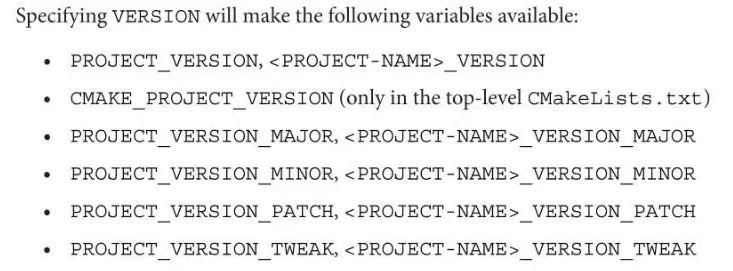 Specifying VERSION will make the following variables available:
• PROJECT_VERSION, <PROJECT-NAME>_VERSION
• CMAKE_PROJECT_VERSION (only in the top-level CMakeLists.txt)
• PROJECT_VERSION_MAJOR, <PROJECT-NAME>_VERSION_MAJOR
• PROJECT_VERSION_MINOR, <PROJECT-NAME>_VERSION_MINOR
• PROJECT_VERSION_PATCH, <PROJECT-NAME>_VERSION_PATCH
• PROJECT_VERSION_TWEAK, <PROJECT-NAME>_VERSION_TWEAK